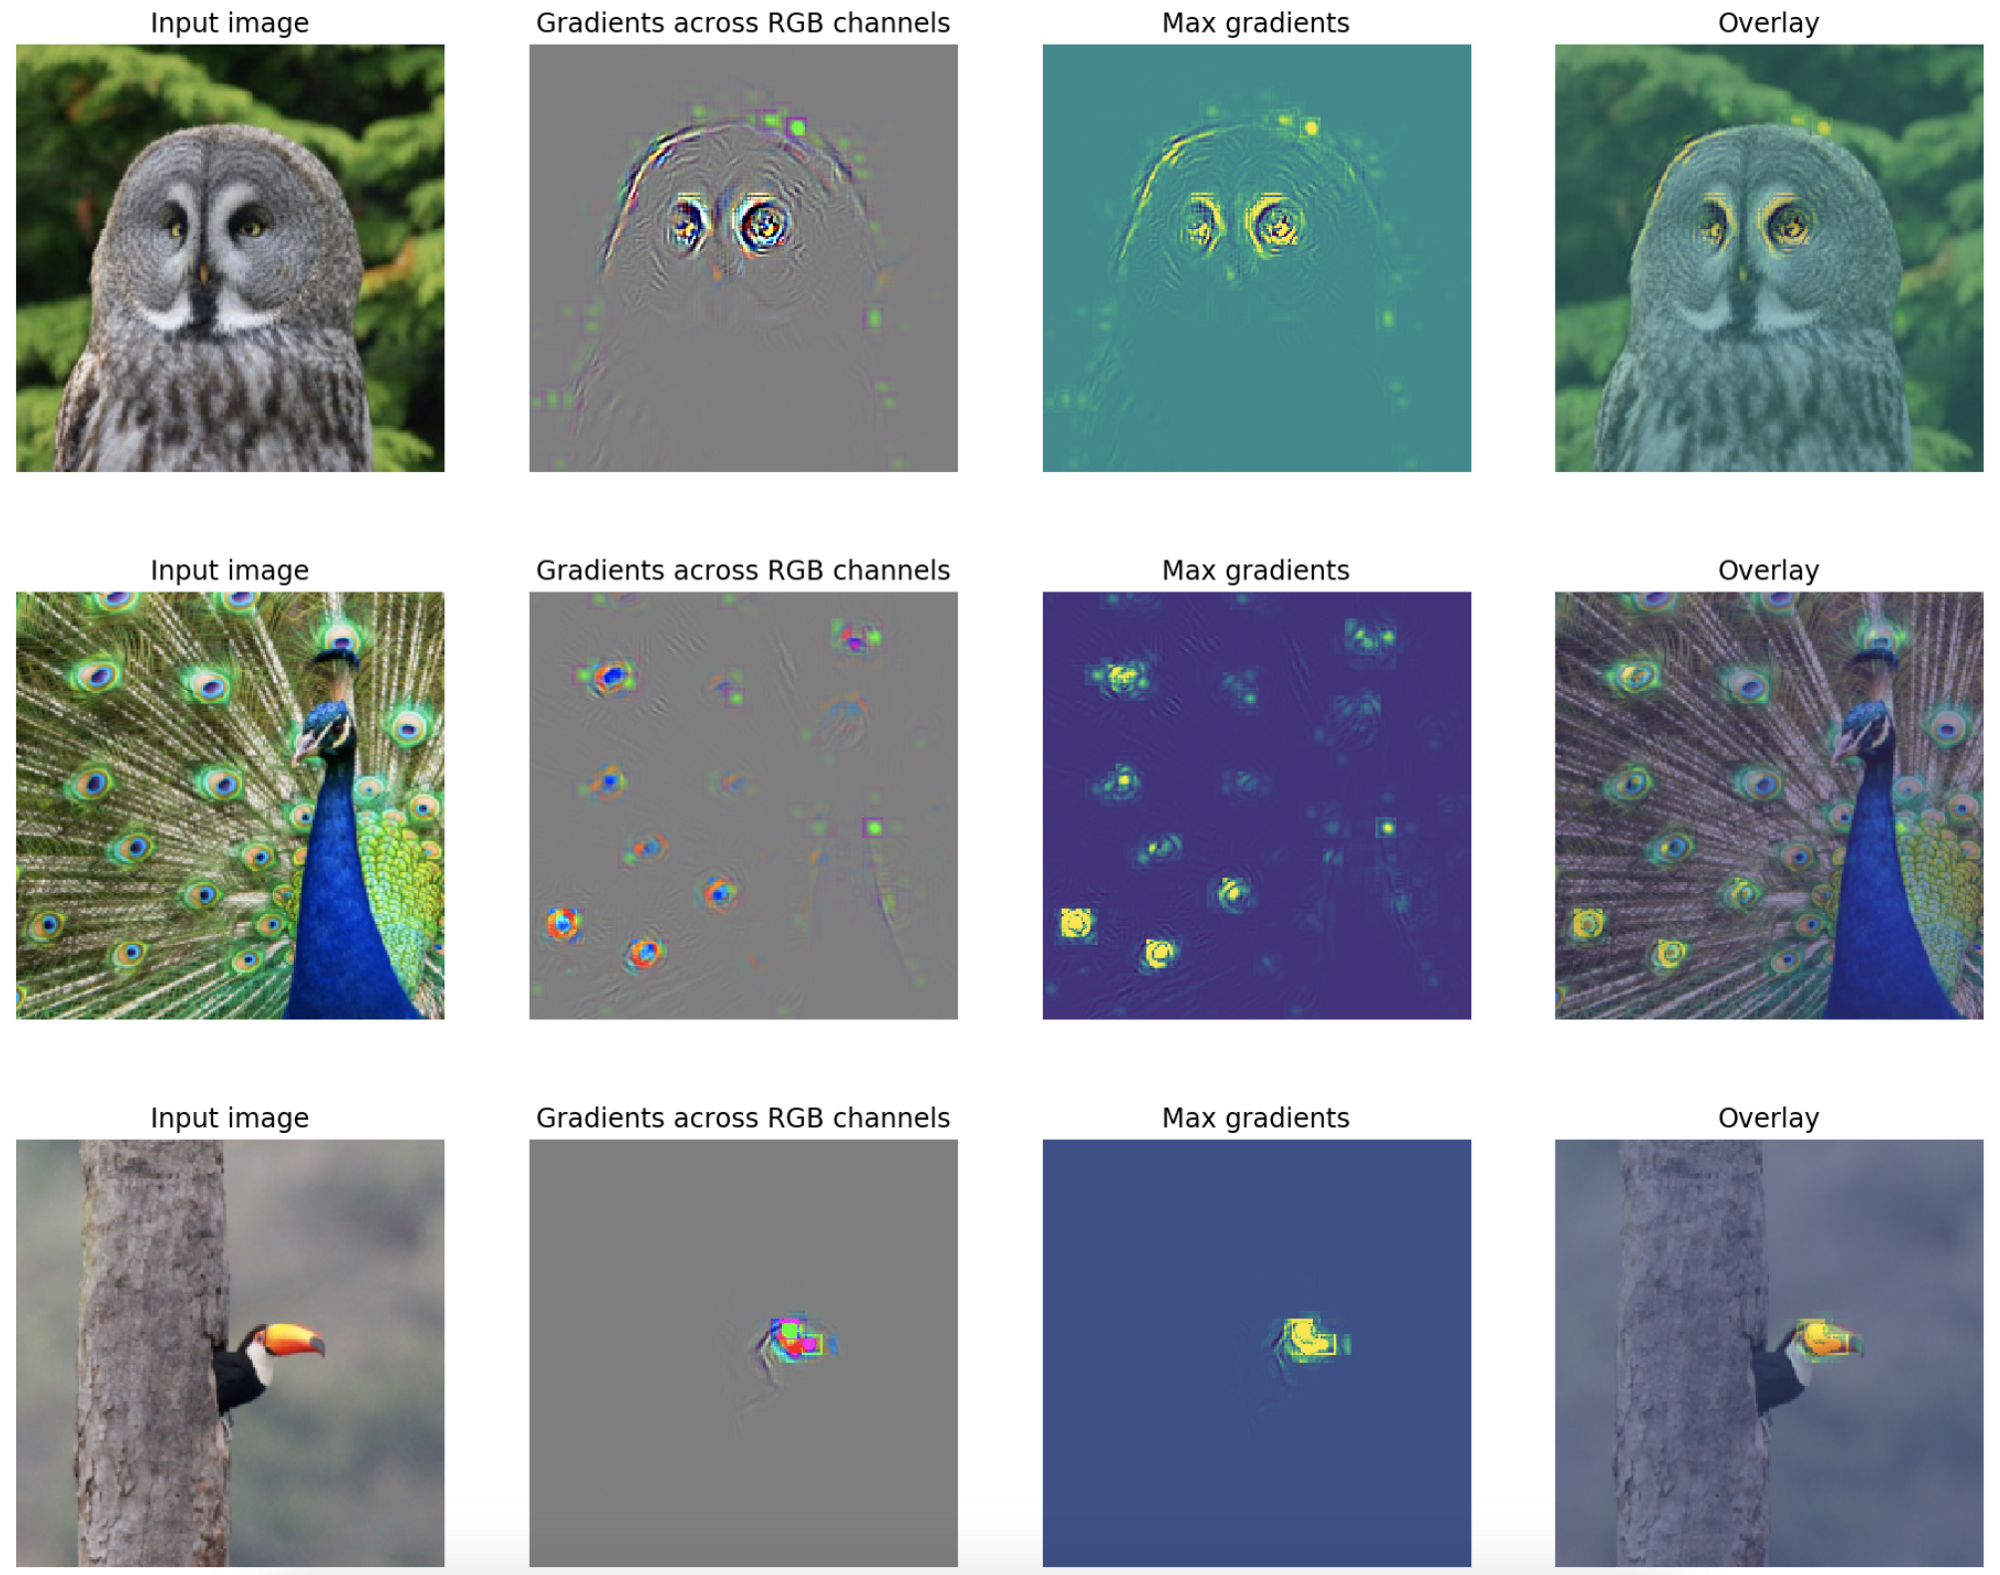 Input image
Gradients across RGB channels
Max gradients
Overlay
Input image
Gradients across RGB channels
Max gradients
Overlay
Input image
Gradients across RGB channels
Max gradients
Overlay